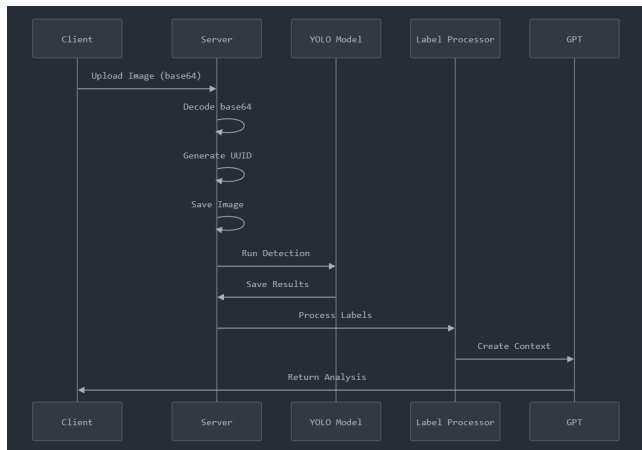 Client Server YOLO Model Label Processor GPT
Upload Image (base64)
Decode base64
Generate UUID
Save Image
Run Detection
Save Results
Process Labels
Create Context
Return Analysis
Client Server YOLO Model Label Processor GPT